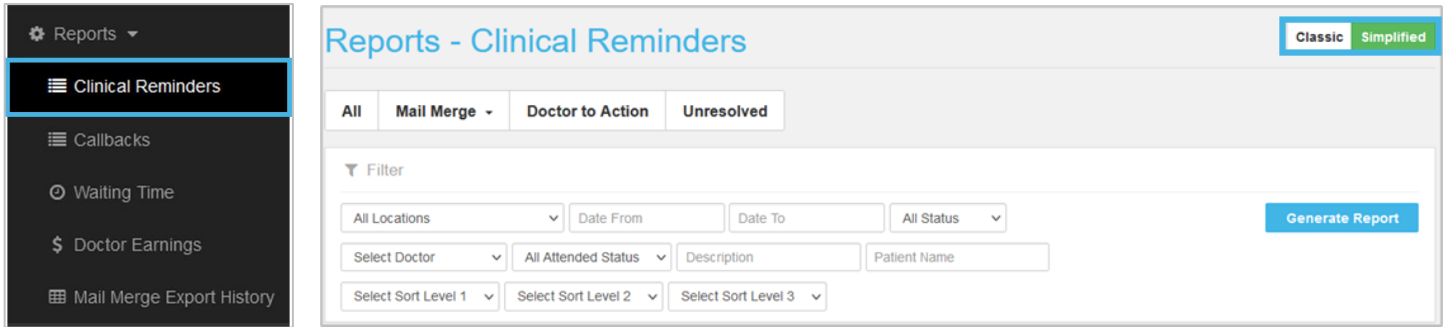 Reports
Clinical Reminders
Callbacks
Waiting Time
$ Doctor Earnings
Mail Merge Export History
Reports - Clinical Reminders
Classic Simplified
All Mail Merge Doctor to Action Unresolved
Filter
All Locations Date From Date To All Status Generate Report
Select Doctor All Attended Status Description Patient Name
Select Sort Level 1 Select Sort Level 2 Select Sort Level 3